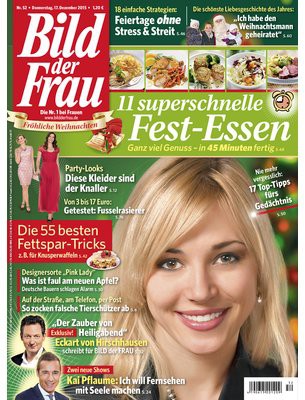 Nr. 52 • Donnerstag, 17. Dezember 2015 • 1,20 €
Bild
der
Frau
Die Nr. 1 bei Frauen
www.bildderfrau.de
Fröhliche Weihnachten
18 einfache Strategien:
Feiertage ohne
Stress & Streit
Die schönste Liebesgeschichte des Jahres:
„Ich habe den
Weihnachtsmann
geheiratet"
11 superschnelle
Fest-Essen
Ganz viel Genuss – in 45 Minuten fertig
Nie mehr
vergesslich:
17 Top-Tipps
fürs
Gedächtnis
Party-Looks
Diese Kleider sind
der Knaller
Von 3 bis 17 Euro:
Getestet: Fusselrasierer
Die 55 besten
Fettspar-Tricks
z. B. für Knusperwaffeln
Designersorte „Pink Lady"
Was ist faul am neuen Apfel?
Deutsche Bauern schlagen Alarm
Auf der Straße, am Telefon, per Post
So zocken falsche Tierschützer ab
„Der Zauber von
Exklusiv!
Heiligabend"
Eckart von Hirschhausen
schreibt für BILD der FRAU
Zwei neue Shows
Kai Pflaume: Ich will Fernsehen
mit Seele machen